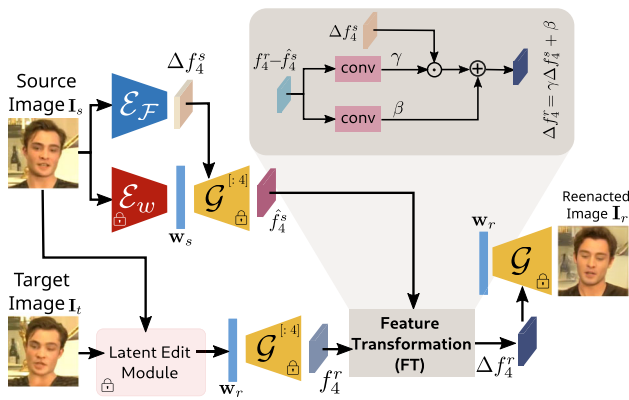 Source
Image Iₛ
Δf₄ˢ
ℰ_ℱ
ℰ_w
wₛ
𝒢[: 4]
f̂₄ˢ
Δf₄ˢ
f₄ʳ−f̂₄ˢ
conv
γ
conv
β
Δf₄ʳ = γΔf₄ˢ + β
Target
Image Iₜ
Latent Edit
Module
wᵣ
𝒢[: 4]
f₄ʳ
Feature
Transformation
(FT)
Δf₄ʳ
wᵣ
𝒢
Reenacted
Image Iᵣ